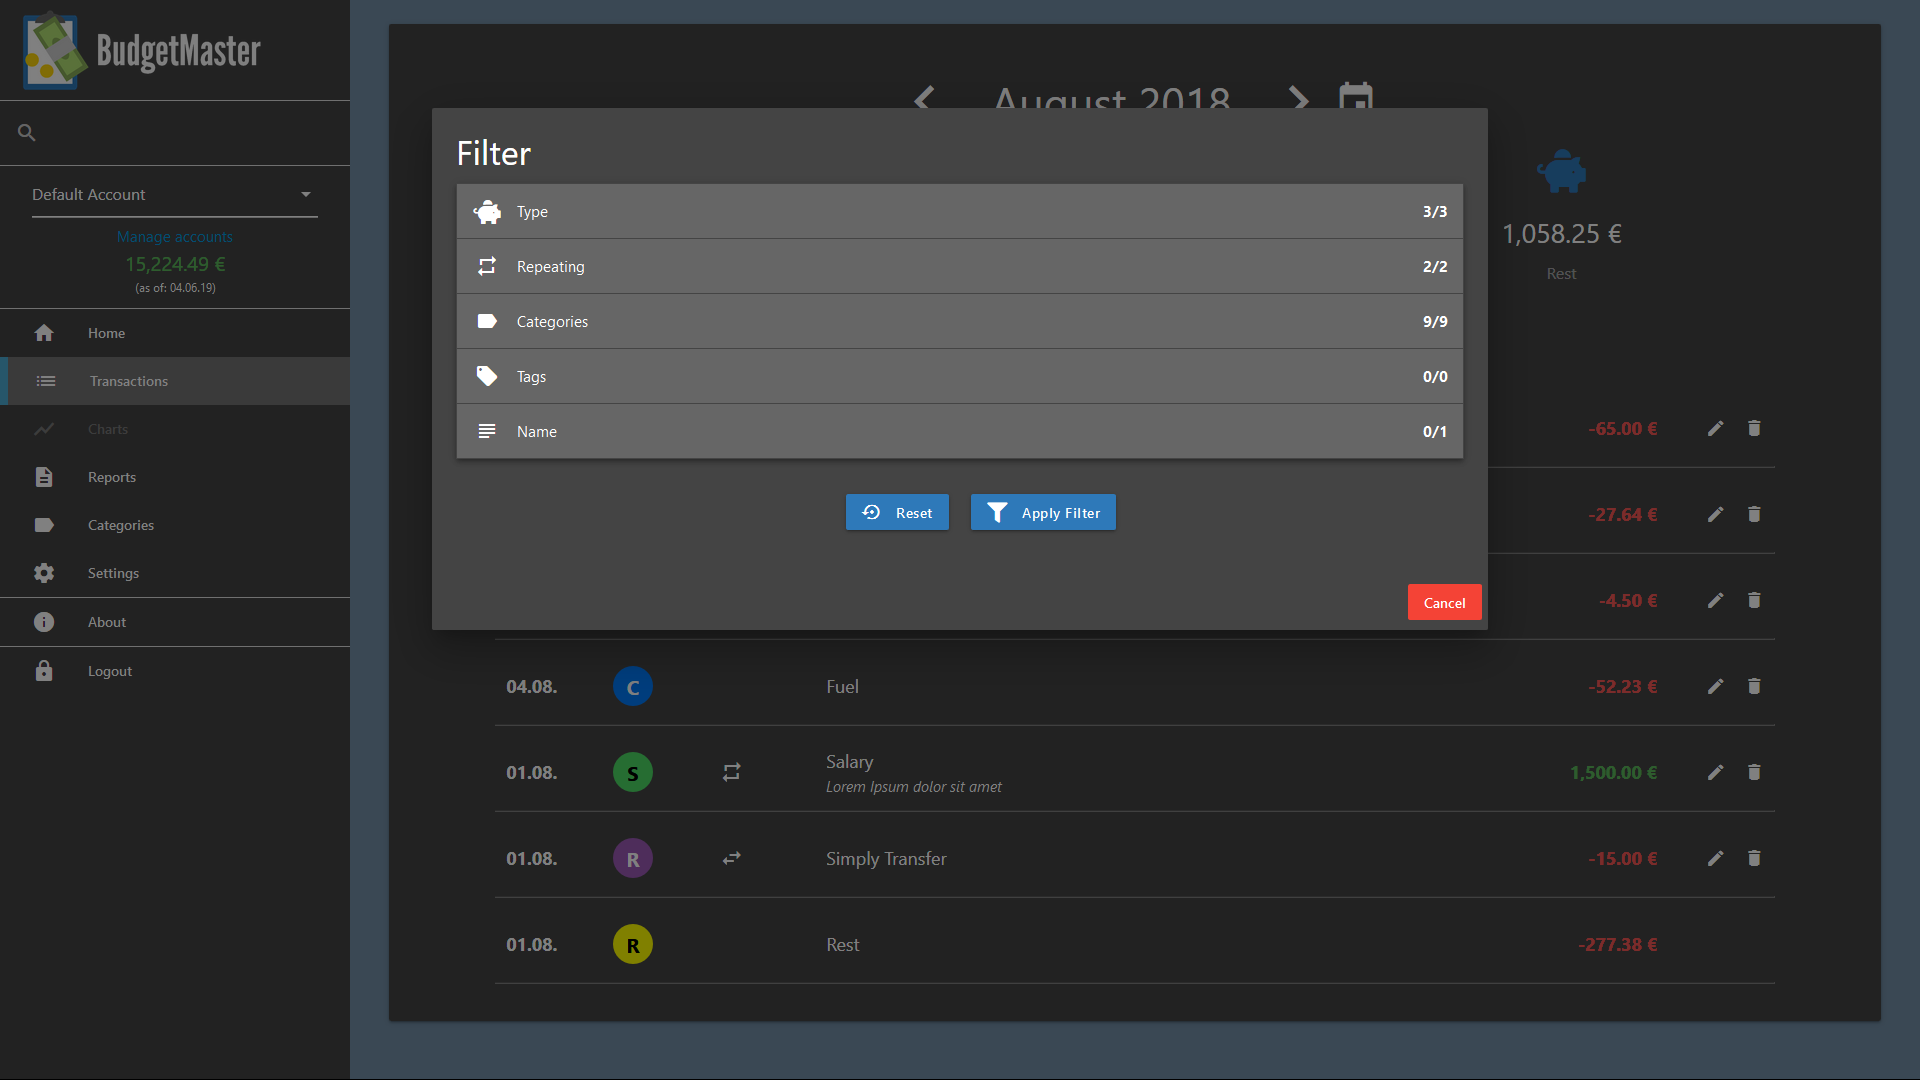 BudgetMaster
Default Account
Manage accounts
15,224.49 €
(as of: 04.06.19)
Home
Transactions
Charts
Reports
Categories
Settings
About
Logout
August 2018
1,058.25 €
Rest
Filter
Type 3/3
Repeating 2/2
Categories 9/9
Tags 0/0
Name 0/1
Reset Apply Filter
Cancel
-65.00 €
-27.64 €
-4.50 €
04.08. C Fuel -52.23 €
01.08. S Salary 1,500.00 €
Lorem Ipsum dolor sit amet
01.08. R Simply Transfer -15.00 €
01.08. R Rest -277.38 €